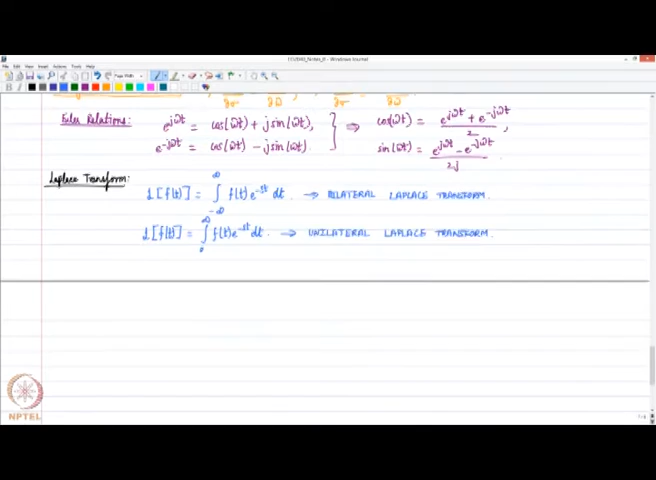 Euler Relations:
e^{jωt} = cos(ωt) + j sin(ωt),
e^{-jωt} = cos(ωt) - j sin(ωt).
⇒ cos(ωt) = (e^{jωt} + e^{-jωt})/2,
sin(ωt) = (e^{jωt} - e^{-jωt})/2j
Laplace Transform:
L[f(t)] = ∫_{-∞}^{∞} f(t) e^{-st} dt. → BILATERAL LAPLACE TRANSFORM.
L[f(t)] = ∫_{0}^{∞} f(t) e^{-st} dt. → UNILATERAL LAPLACE TRANSFORM.
NPTEL